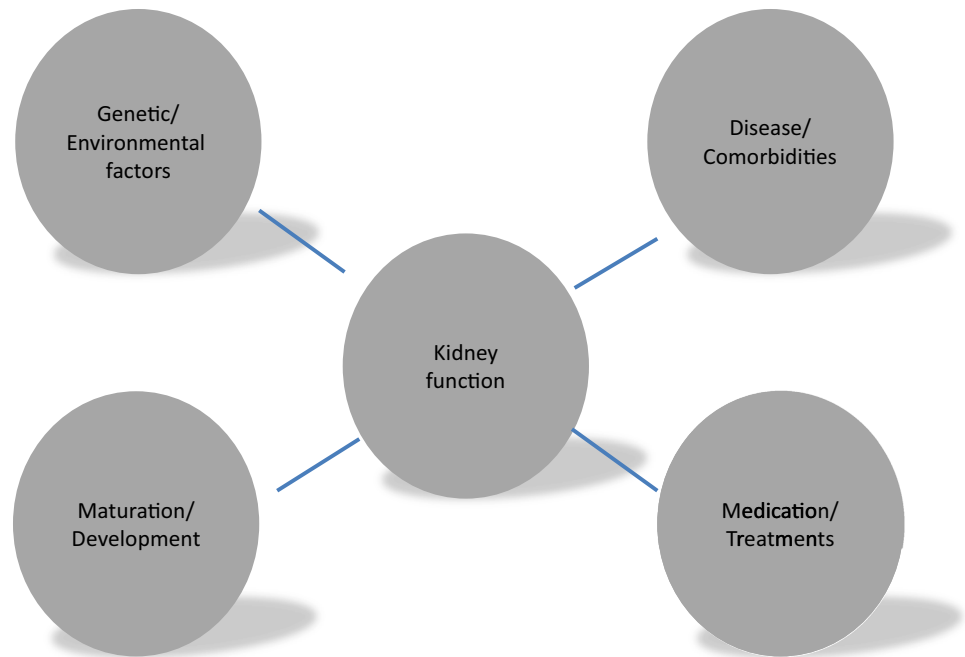 Genetic/
Environmental
factors
Disease/
Comorbidities
Kidney
function
Maturation/
Development
Medication/
Treatments